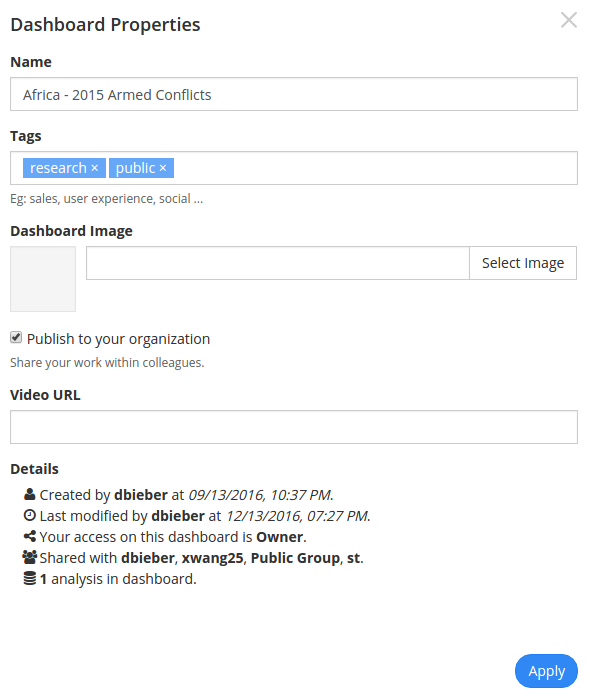 Dashboard Properties
Name
Africa - 2015 Armed Conflicts
Tags
research × public ×
Eg: sales, user experience, social ...
Dashboard Image
Select Image
Publish to your organization
Share your work within colleagues.
Video URL
Details
Created by dbieber at 09/13/2016, 10:37 PM.
Last modified by dbieber at 12/13/2016, 07:27 PM.
Your access on this dashboard is Owner.
Shared with dbieber, xwang25, Public Group, st.
1 analysis in dashboard.
Apply